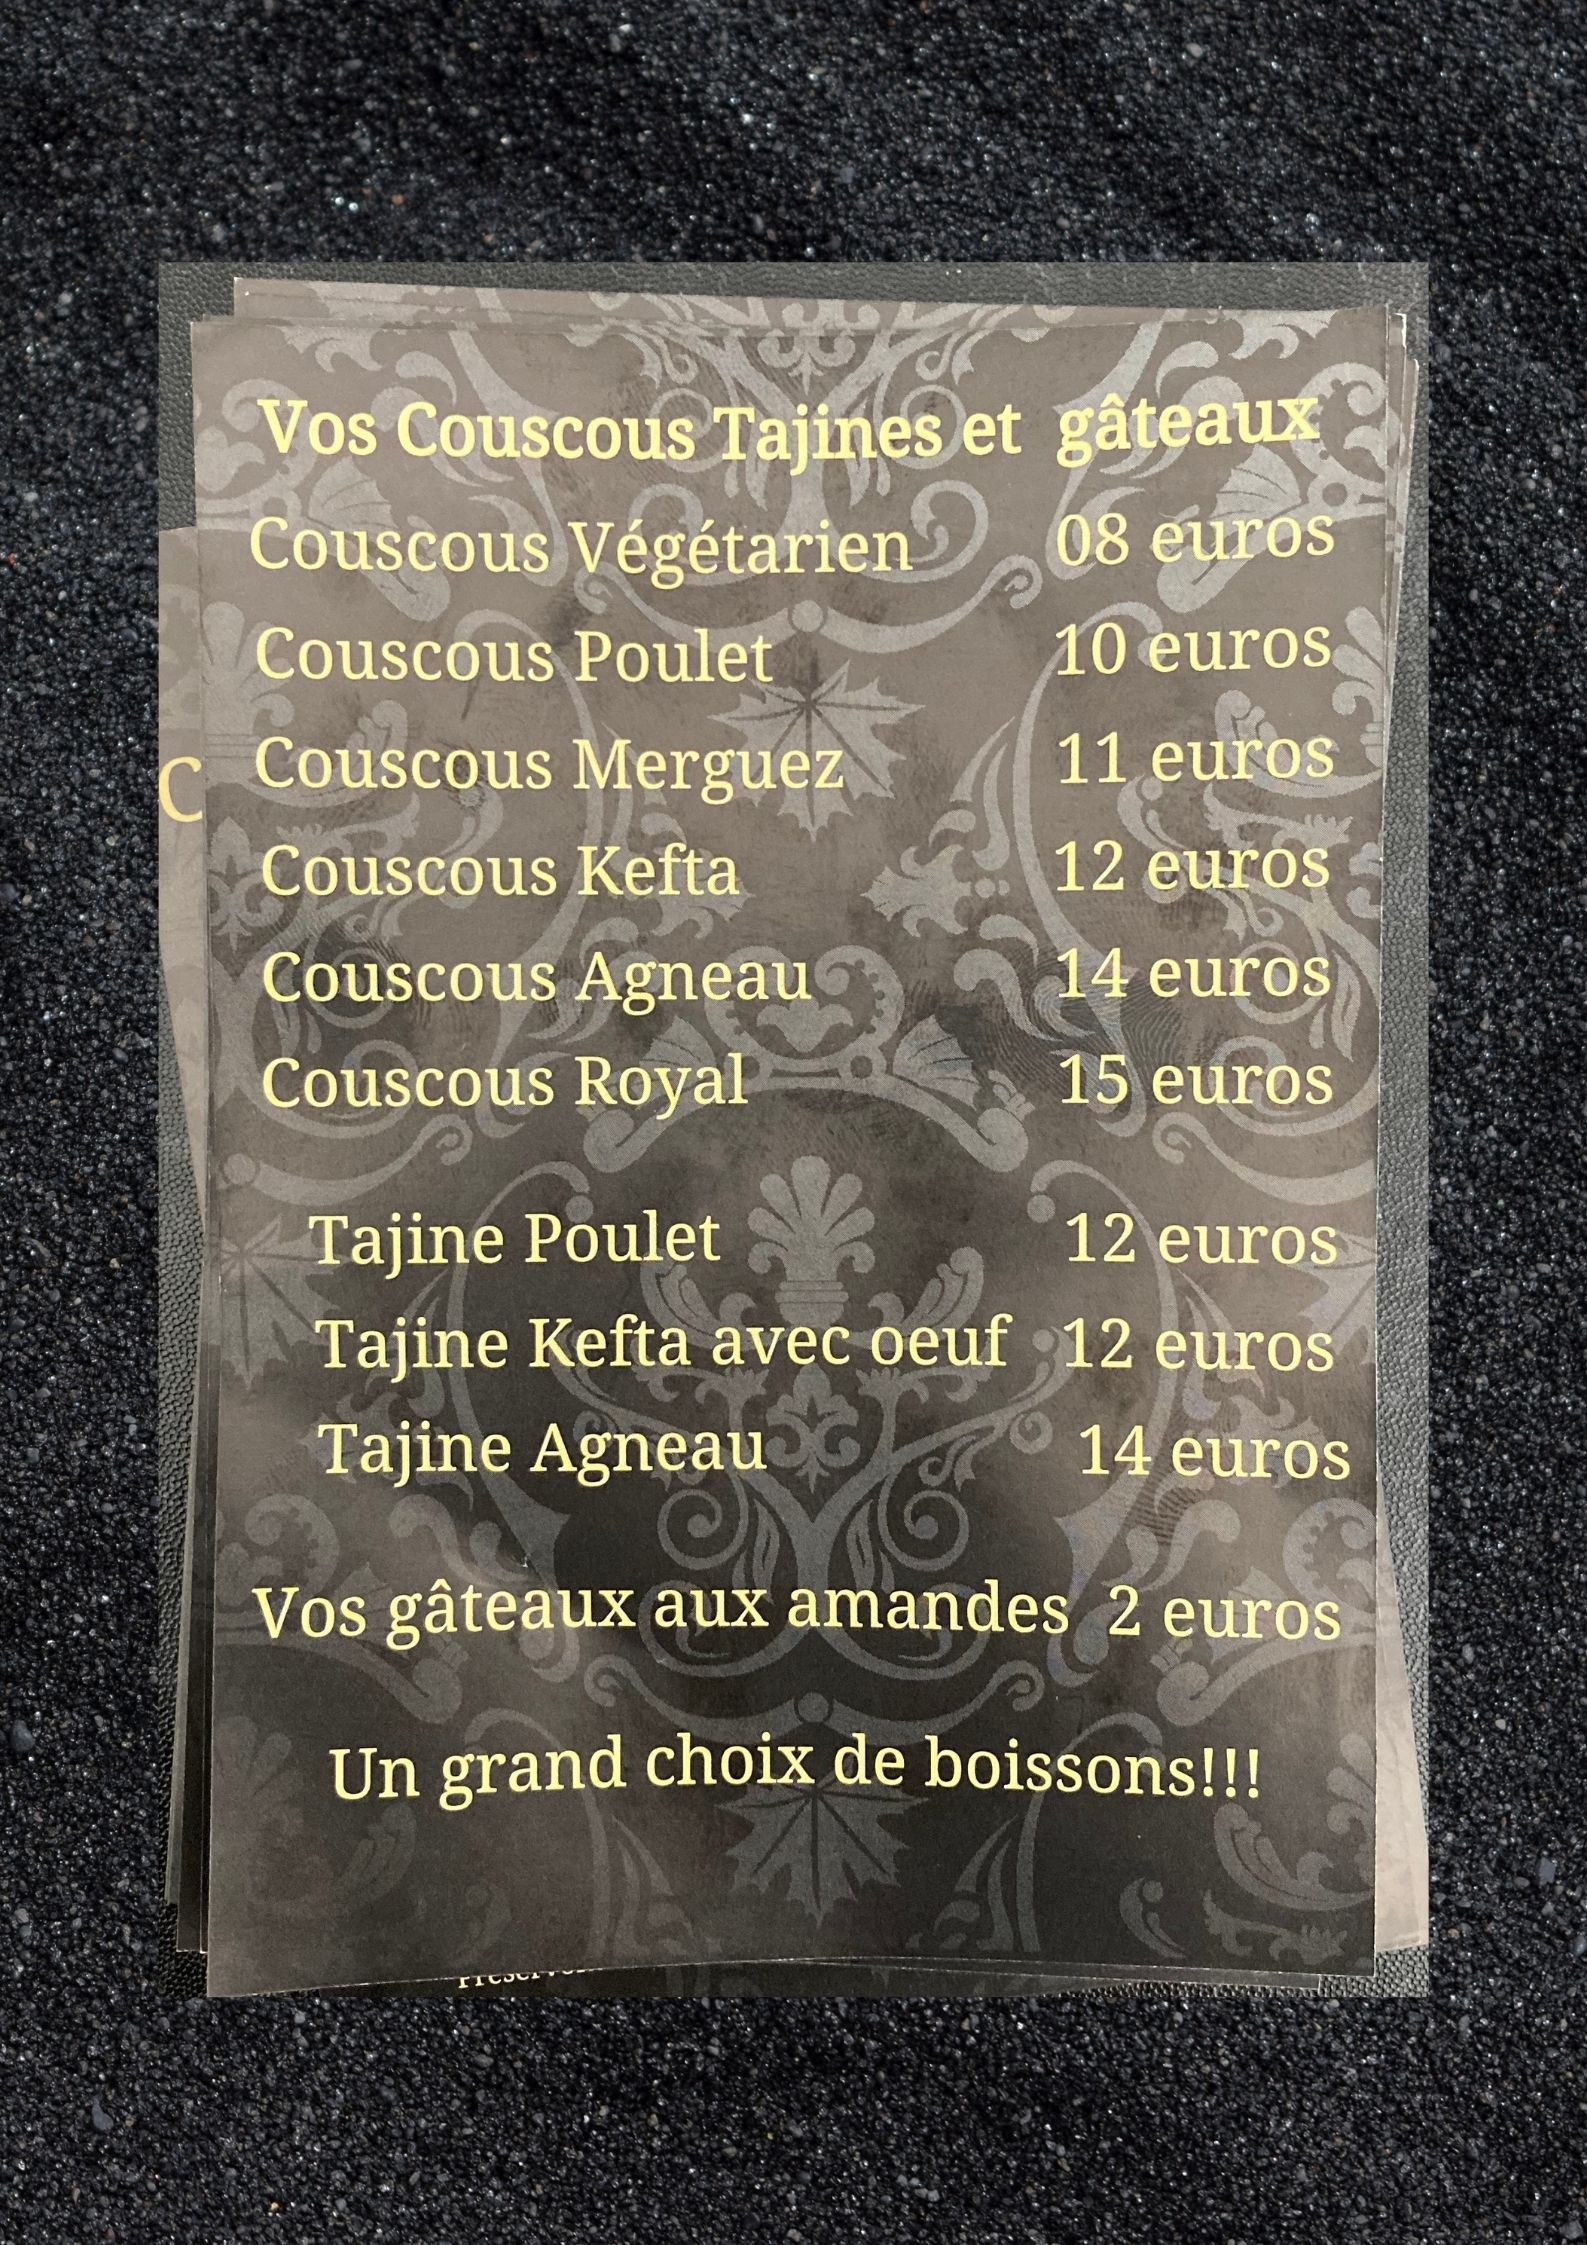 Vos Couscous Tajines et gâteaux
Couscous Végétarien 08 euros
Couscous Poulet 10 euros
Couscous Merguez 11 euros
Couscous Kefta 12 euros
Couscous Agneau 14 euros
Couscous Royal 15 euros
Tajine Poulet 12 euros
Tajine Kefta avec oeuf 12 euros
Tajine Agneau 14 euros
Vos gâteaux aux amandes 2 euros
Un grand choix de boissons!!!